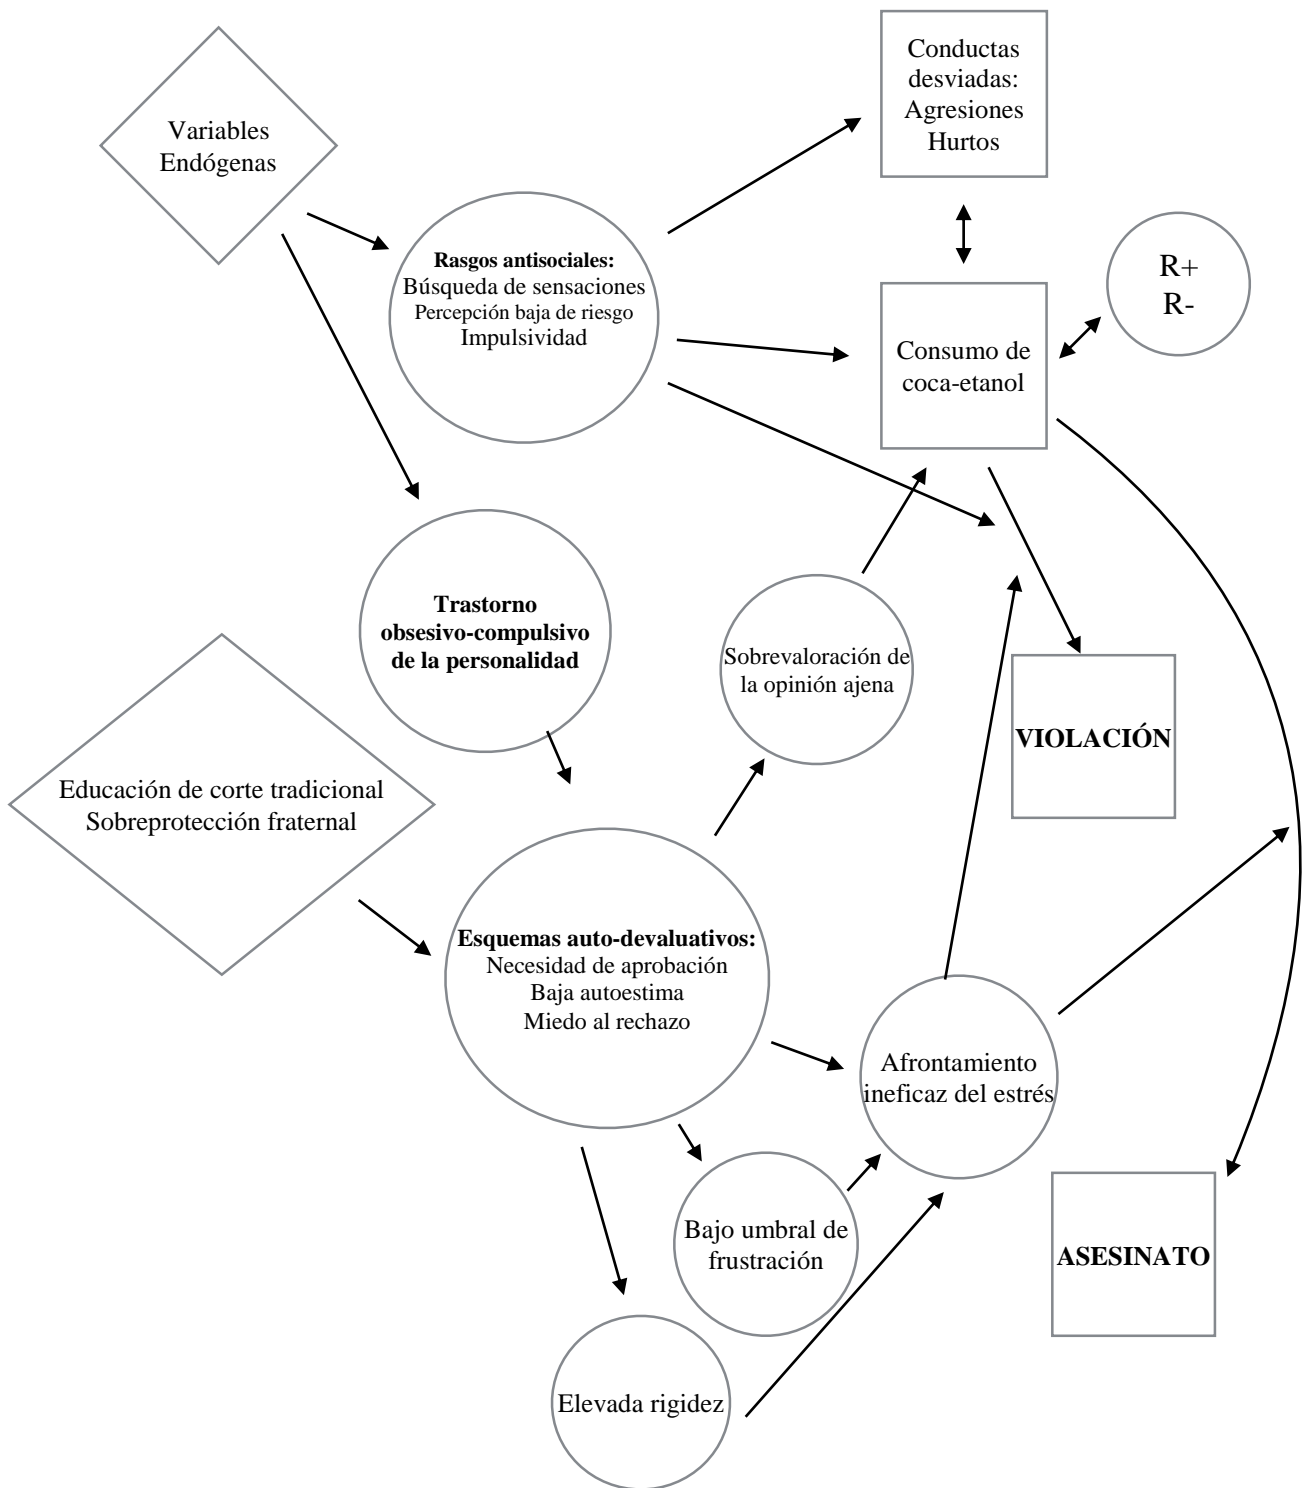 Conductas
desviadas:
Agresiones
Hurtos
Variables
Endógenas
Rasgos antisociales:
Búsqueda de sensaciones
Percepción baja de riesgo
Impulsividad
R+
R-
Consumo de
coca-etanol
Trastorno
obsesivo-compulsivo
de la personalidad
Sobrevaloración de
la opinión ajena
VIOLACIÓN
Educación de corte tradicional
Sobreprotección fraternal
Esquemas auto-devaluativos:
Necesidad de aprobación
Baja autoestima
Miedo al rechazo
Afrontamiento
ineficaz del estrés
Bajo umbral de
frustración
ASESINATO
Elevada rigidez